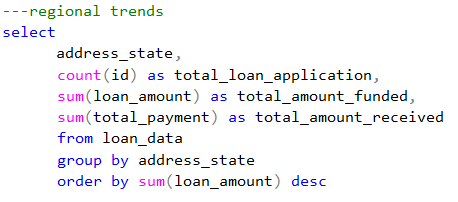 ---regional trends
select
address_state,
count(id) as total_loan_application,
sum(loan_amount) as total_amount_funded,
sum(total_payment) as total_amount_received
from loan_data
group by address_state
order by sum(loan_amount) desc